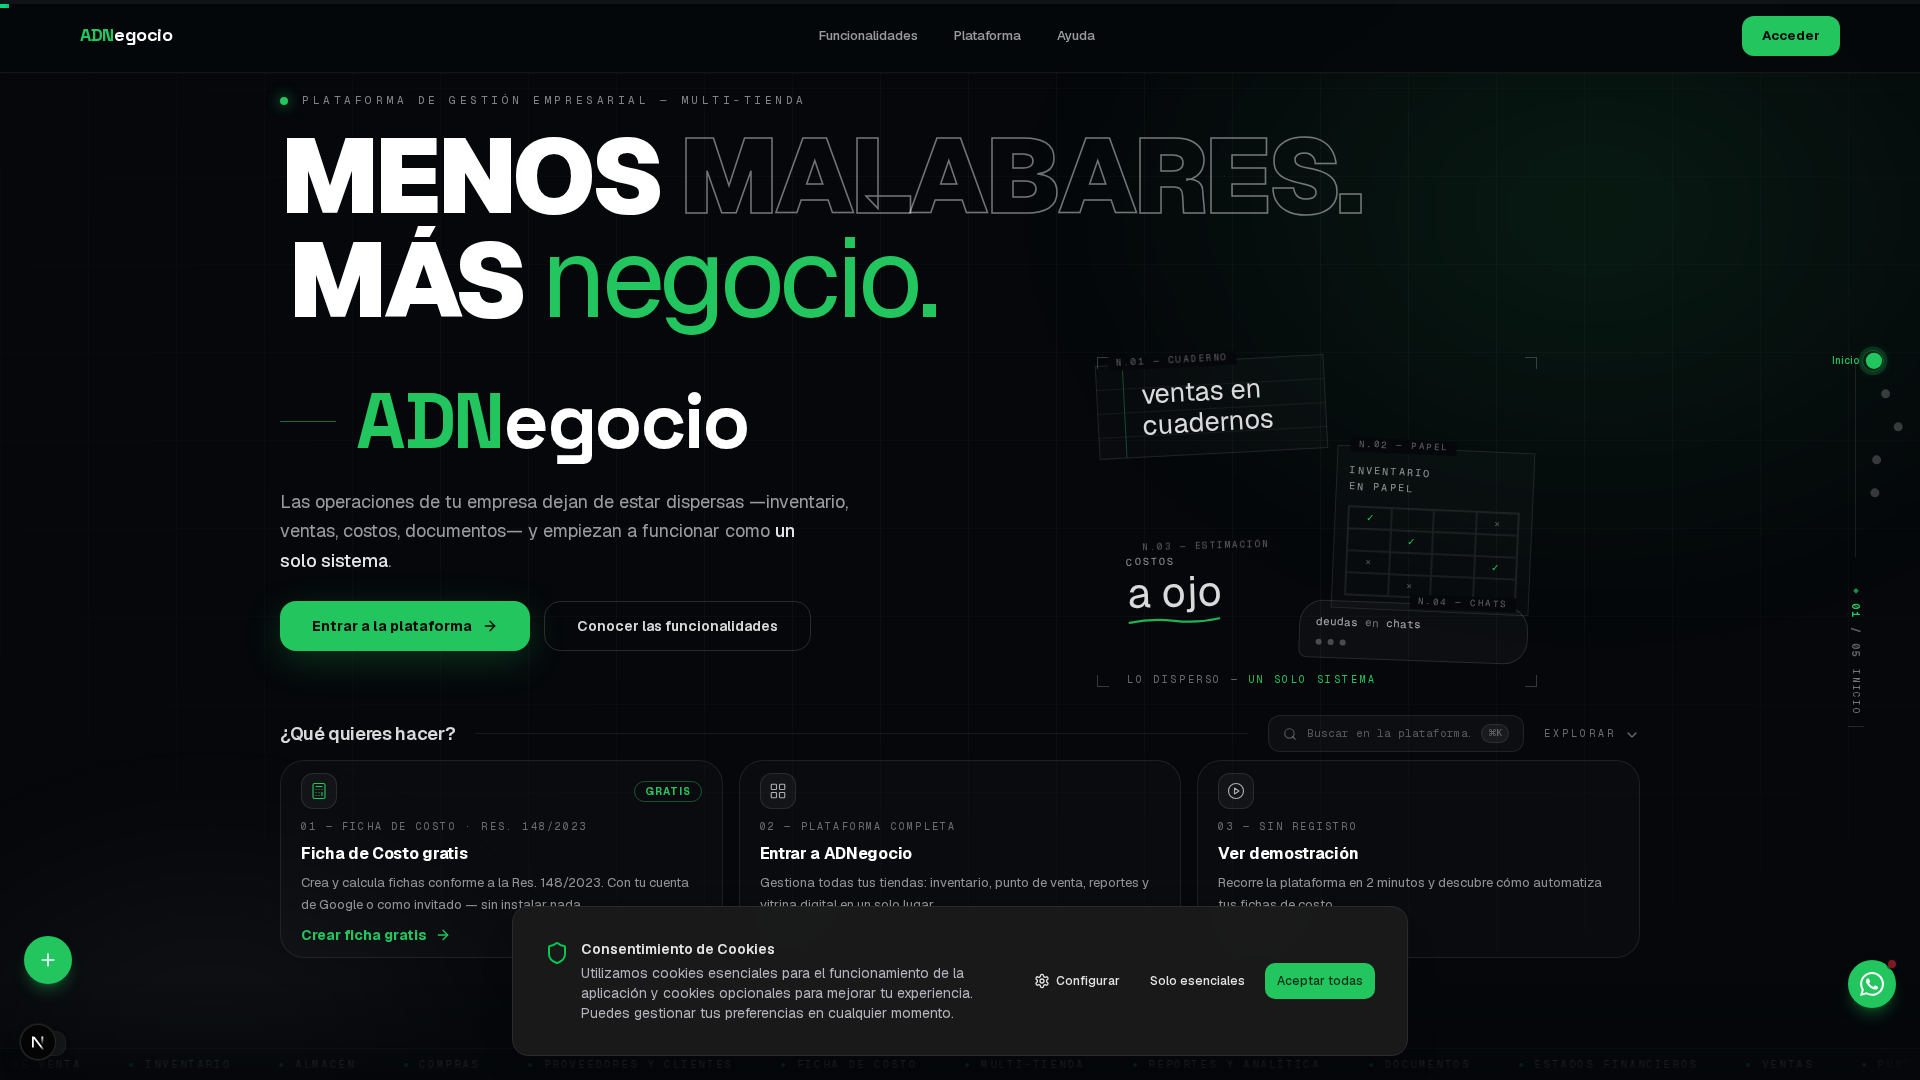 ADNegocio
Funcionalidades
Plataforma
Ayuda
Acceder
PLATAFORMA DE GESTIÓN EMPRESARIAL — MULTI-TIENDA
MENOS MALABARES.
MÁS negocio.
ADNegocio
Las operaciones de tu empresa dejan de estar dispersas —inventario,
ventas, costos, documentos— y empiezan a funcionar como un
solo sistema.
Entrar a la plataforma
Conocer las funcionalidades
N.01 — CUADERNO
ventas en
cuadernos
N.02 — PAPEL
INVENTARIO
EN PAPEL
N.03 — ESTIMACIÓN
COSTOS
a ojo
N.04 — CHATS
deudas en chats
LO DISPERSO — UN SOLO SISTEMA
Inicio
01 / 05 INICIO
¿Qué quieres hacer?
Buscar en la plataforma.
⌘K
EXPLORAR
GRATIS
01 — FICHA DE COSTO · RES. 148/2023
Ficha de Costo gratis
Crea y calcula fichas conforme a la Res. 148/2023. Con tu cuenta
de Google o como invitado — sin instalar nada.
Crear ficha gratis
02 — PLATAFORMA COMPLETA
Entrar a ADNegocio
Gestiona todas tus tiendas: inventario, punto de venta, reportes y
vitrina digital en un solo lugar.
03 — SIN REGISTRO
Ver demostración
Recorre la plataforma en 2 minutos y descubre cómo automatiza
tus fichas de costo.
Consentimiento de Cookies
Utilizamos cookies esenciales para el funcionamiento de la
aplicación y cookies opcionales para mejorar tu experiencia.
Puedes gestionar tus preferencias en cualquier momento.
Configurar
Solo esenciales
Aceptar todas
N
VENTA
INVENTARIO
ALMACÉN
COMPRAS
PROVEEDORES Y CLIENTES
FICHA DE COSTO
MULTI-TIENDA
REPORTES Y ANALÍTICA
DOCUMENTOS
ESTADOS FINANCIEROS
VENTAS